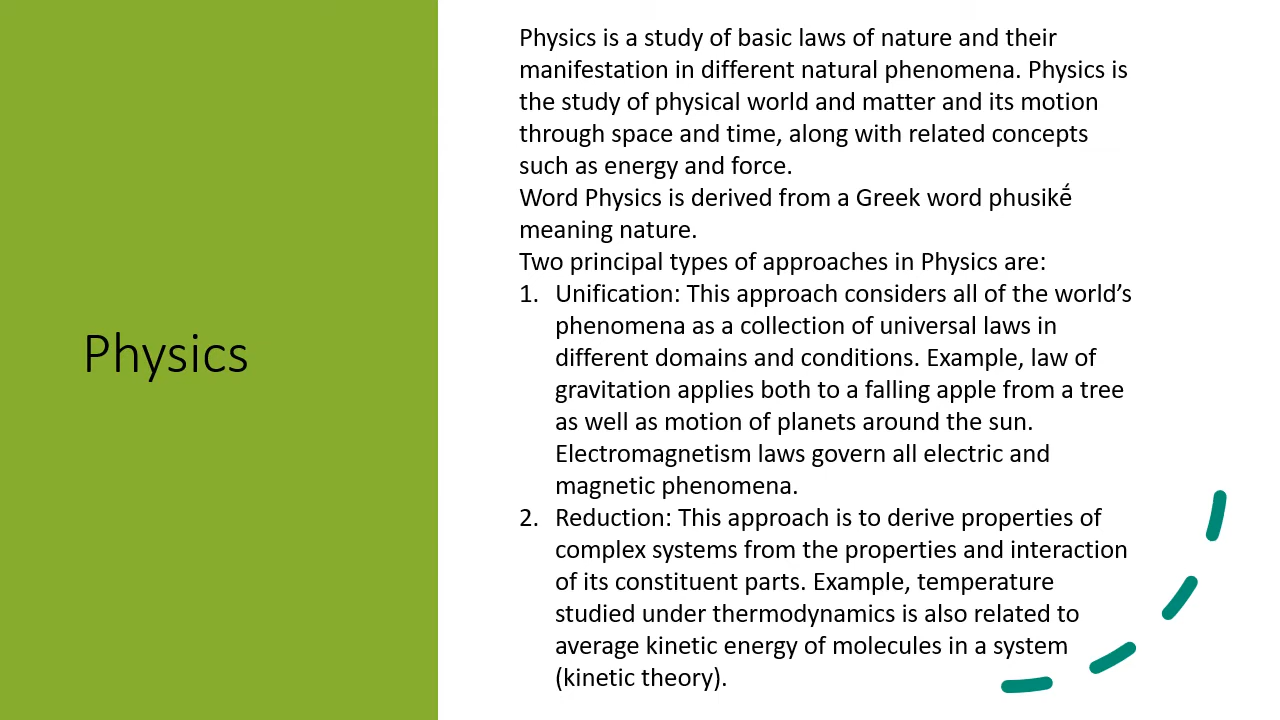 Physics
Physics is a study of basic laws of nature and their
manifestation in different natural phenomena. Physics is
the study of physical world and matter and its motion
through space and time, along with related concepts
such as energy and force.
Word Physics is derived from a Greek word phusikḗ
meaning nature.
Two principal types of approaches in Physics are:
1. Unification: This approach considers all of the world’s
phenomena as a collection of universal laws in
different domains and conditions. Example, law of
gravitation applies both to a falling apple from a tree
as well as motion of planets around the sun.
Electromagnetism laws govern all electric and
magnetic phenomena.
2. Reduction: This approach is to derive properties of
complex systems from the properties and interaction
of its constituent parts. Example, temperature
studied under thermodynamics is also related to
average kinetic energy of molecules in a system
(kinetic theory).